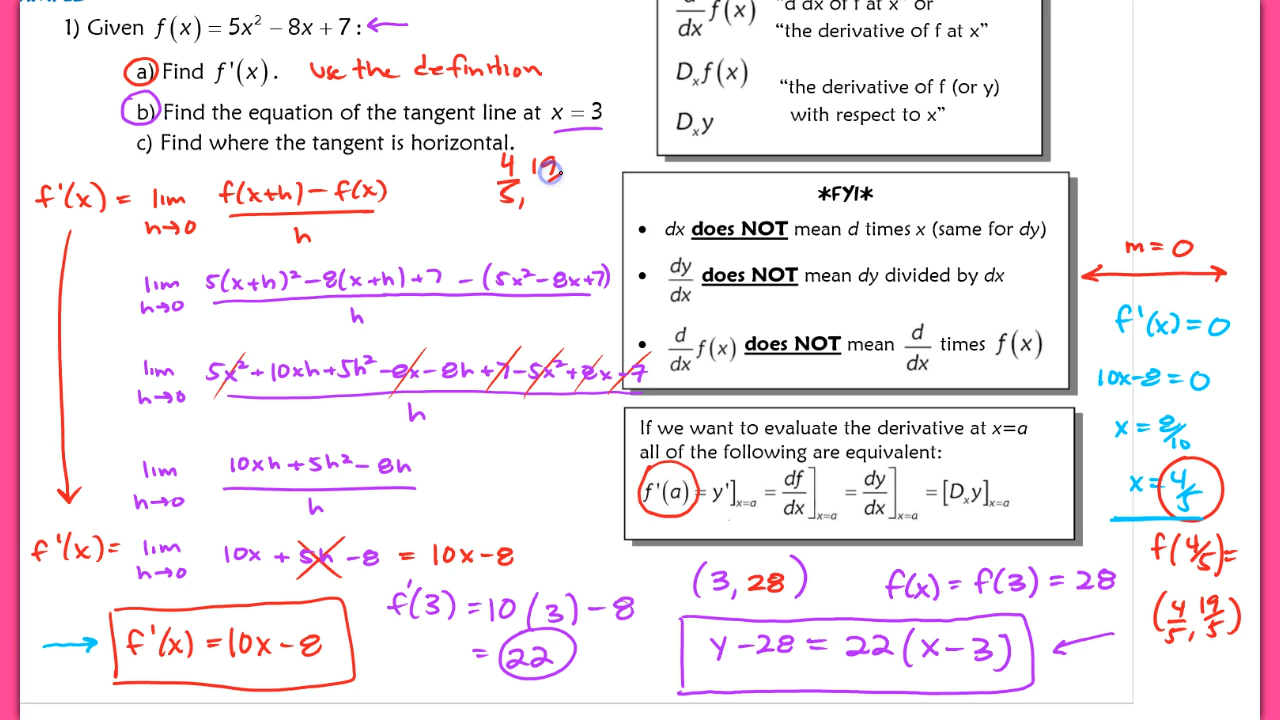 1) Given f(x) = 5x² − 8x + 7 : ←
a) Find f'(x). Use the definition
b) Find the equation of the tangent line at x = 3
c) Find where the tangent is horizontal.
4/5, 19
f'(x) = lim h→0 f(x+h) − f(x) / h
lim h→0 5(x+h)² − 8(x+h) + 7 − (5x² − 8x + 7) / h
lim h→0 5x² + 10xh + 5h² − 8x − 8h + 7 − 5x² + 8x − 7 / h
lim h→0 10xh + 5h² − 8h / h
f'(x) = lim h→0 10x + 5h − 8 = 10x − 8
→ f'(x) = 10x − 8
f'(3) = 10(3) − 8
= 22
d/dx f(x) "d dx of f at x" or
"the derivative of f at x"
Dₓf(x) "the derivative of f (or y)
with respect to x"
Dₓy
*FYI*
• dx does NOT mean d times x (same for dy)
• dy/dx does NOT mean dy divided by dx
• d/dx f(x) does NOT mean d/dx times f(x)
If we want to evaluate the derivative at x=a
all of the following are equivalent:
f'(a) = y']ₓ₌ₐ = df/dx]ₓ₌ₐ = dy/dx]ₓ₌ₐ = [Dₓy]ₓ₌ₐ
(3, 28) f(x) = f(3) = 28
y − 28 = 22(x − 3) ←
m = 0
f'(x) = 0
10x − 8 = 0
x = 8/10
x = 4/5
f(4/5) =
(4/5, 19/5)